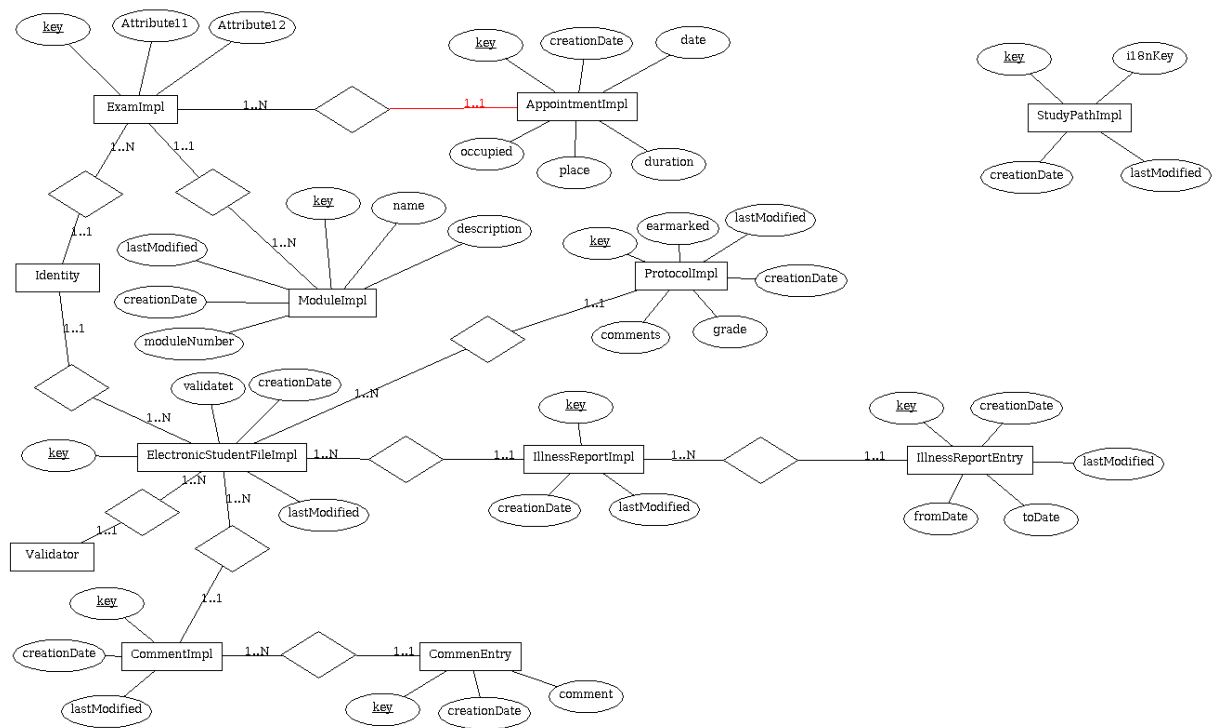 key
Attribute11
Attribute12
ExamImpl
1..N
1..1
key
creationDate
date
AppointmentImpl
occupied
place
duration
key
i18nKey
StudyPathImpl
creationDate
lastModified
1..N
1..1
1..1
1..N
Identity
key
name
description
lastModified
creationDate
moduleNumber
ModuleImpl
key
earmarked
lastModified
ProtocolImpl
creationDate
comments
grade
1..1
1..1
1..N
1..N
validatet
creationDate
key
ElectronicStudentFileImpl
lastModified
1..N
1..1
key
IllnessReportImpl
creationDate
lastModified
1..N
1..1
key
creationDate
IllnessReportEntry
lastModified
fromDate
toDate
1..N
1..N
1..1
Validator
1..1
key
creationDate
CommentImpl
lastModified
1..N
1..1
CommenEntry
key
creationDate
comment